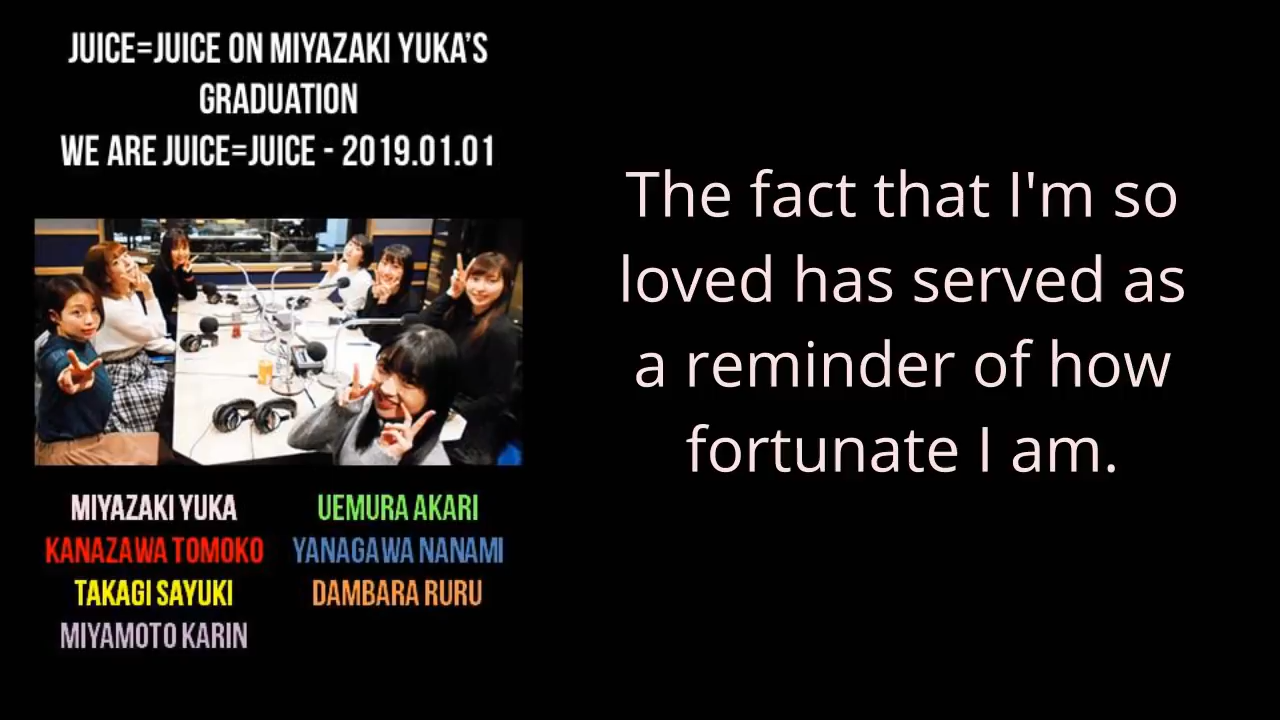 JUICE=JUICE ON MIYAZAKI YUKA'S
GRADUATION
WE ARE JUICE=JUICE - 2019.01.01
The fact that I'm so
loved has served as
a reminder of how
fortunate I am.
MIYAZAKI YUKA
KANAZAWA TOMOKO
TAKAGI SAYUKI
MIYAMOTO KARIN
UEMURA AKARI
YANAGAWA NANAMI
DAMBARA RURU